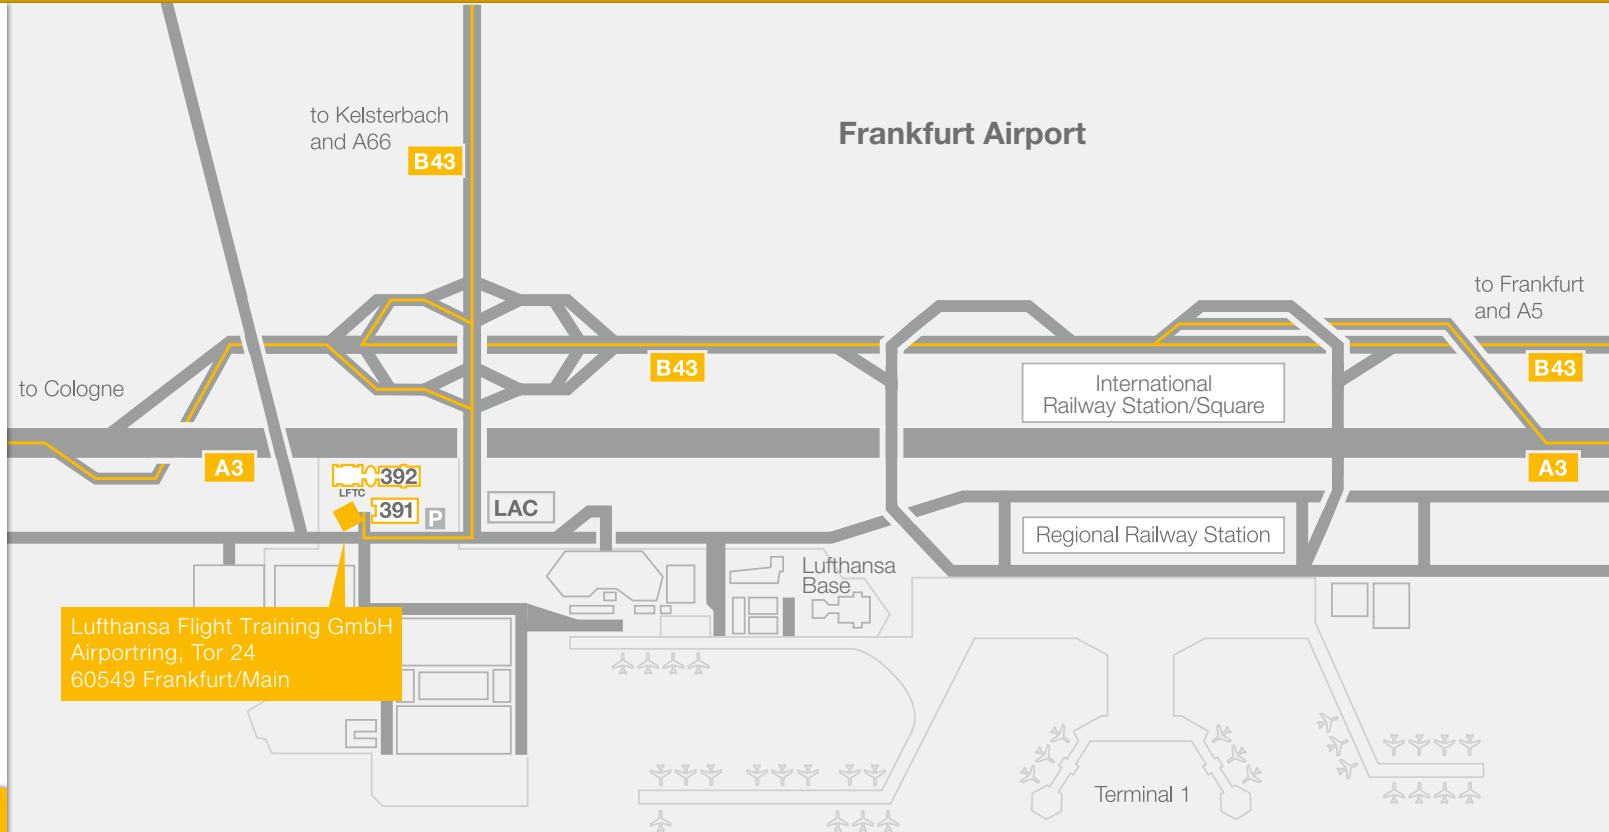 to Kelsterbach
and A66
B43
Frankfurt Airport
to Frankfurt
and A5
to Cologne
B43
International
Railway Station/Square
B43
A3
A3
392
LFTC
391
P
LAC
Regional Railway Station
Lufthansa
Base
Lufthansa Flight Training GmbH
Airportring, Tor 24
60549 Frankfurt/Main
Terminal 1